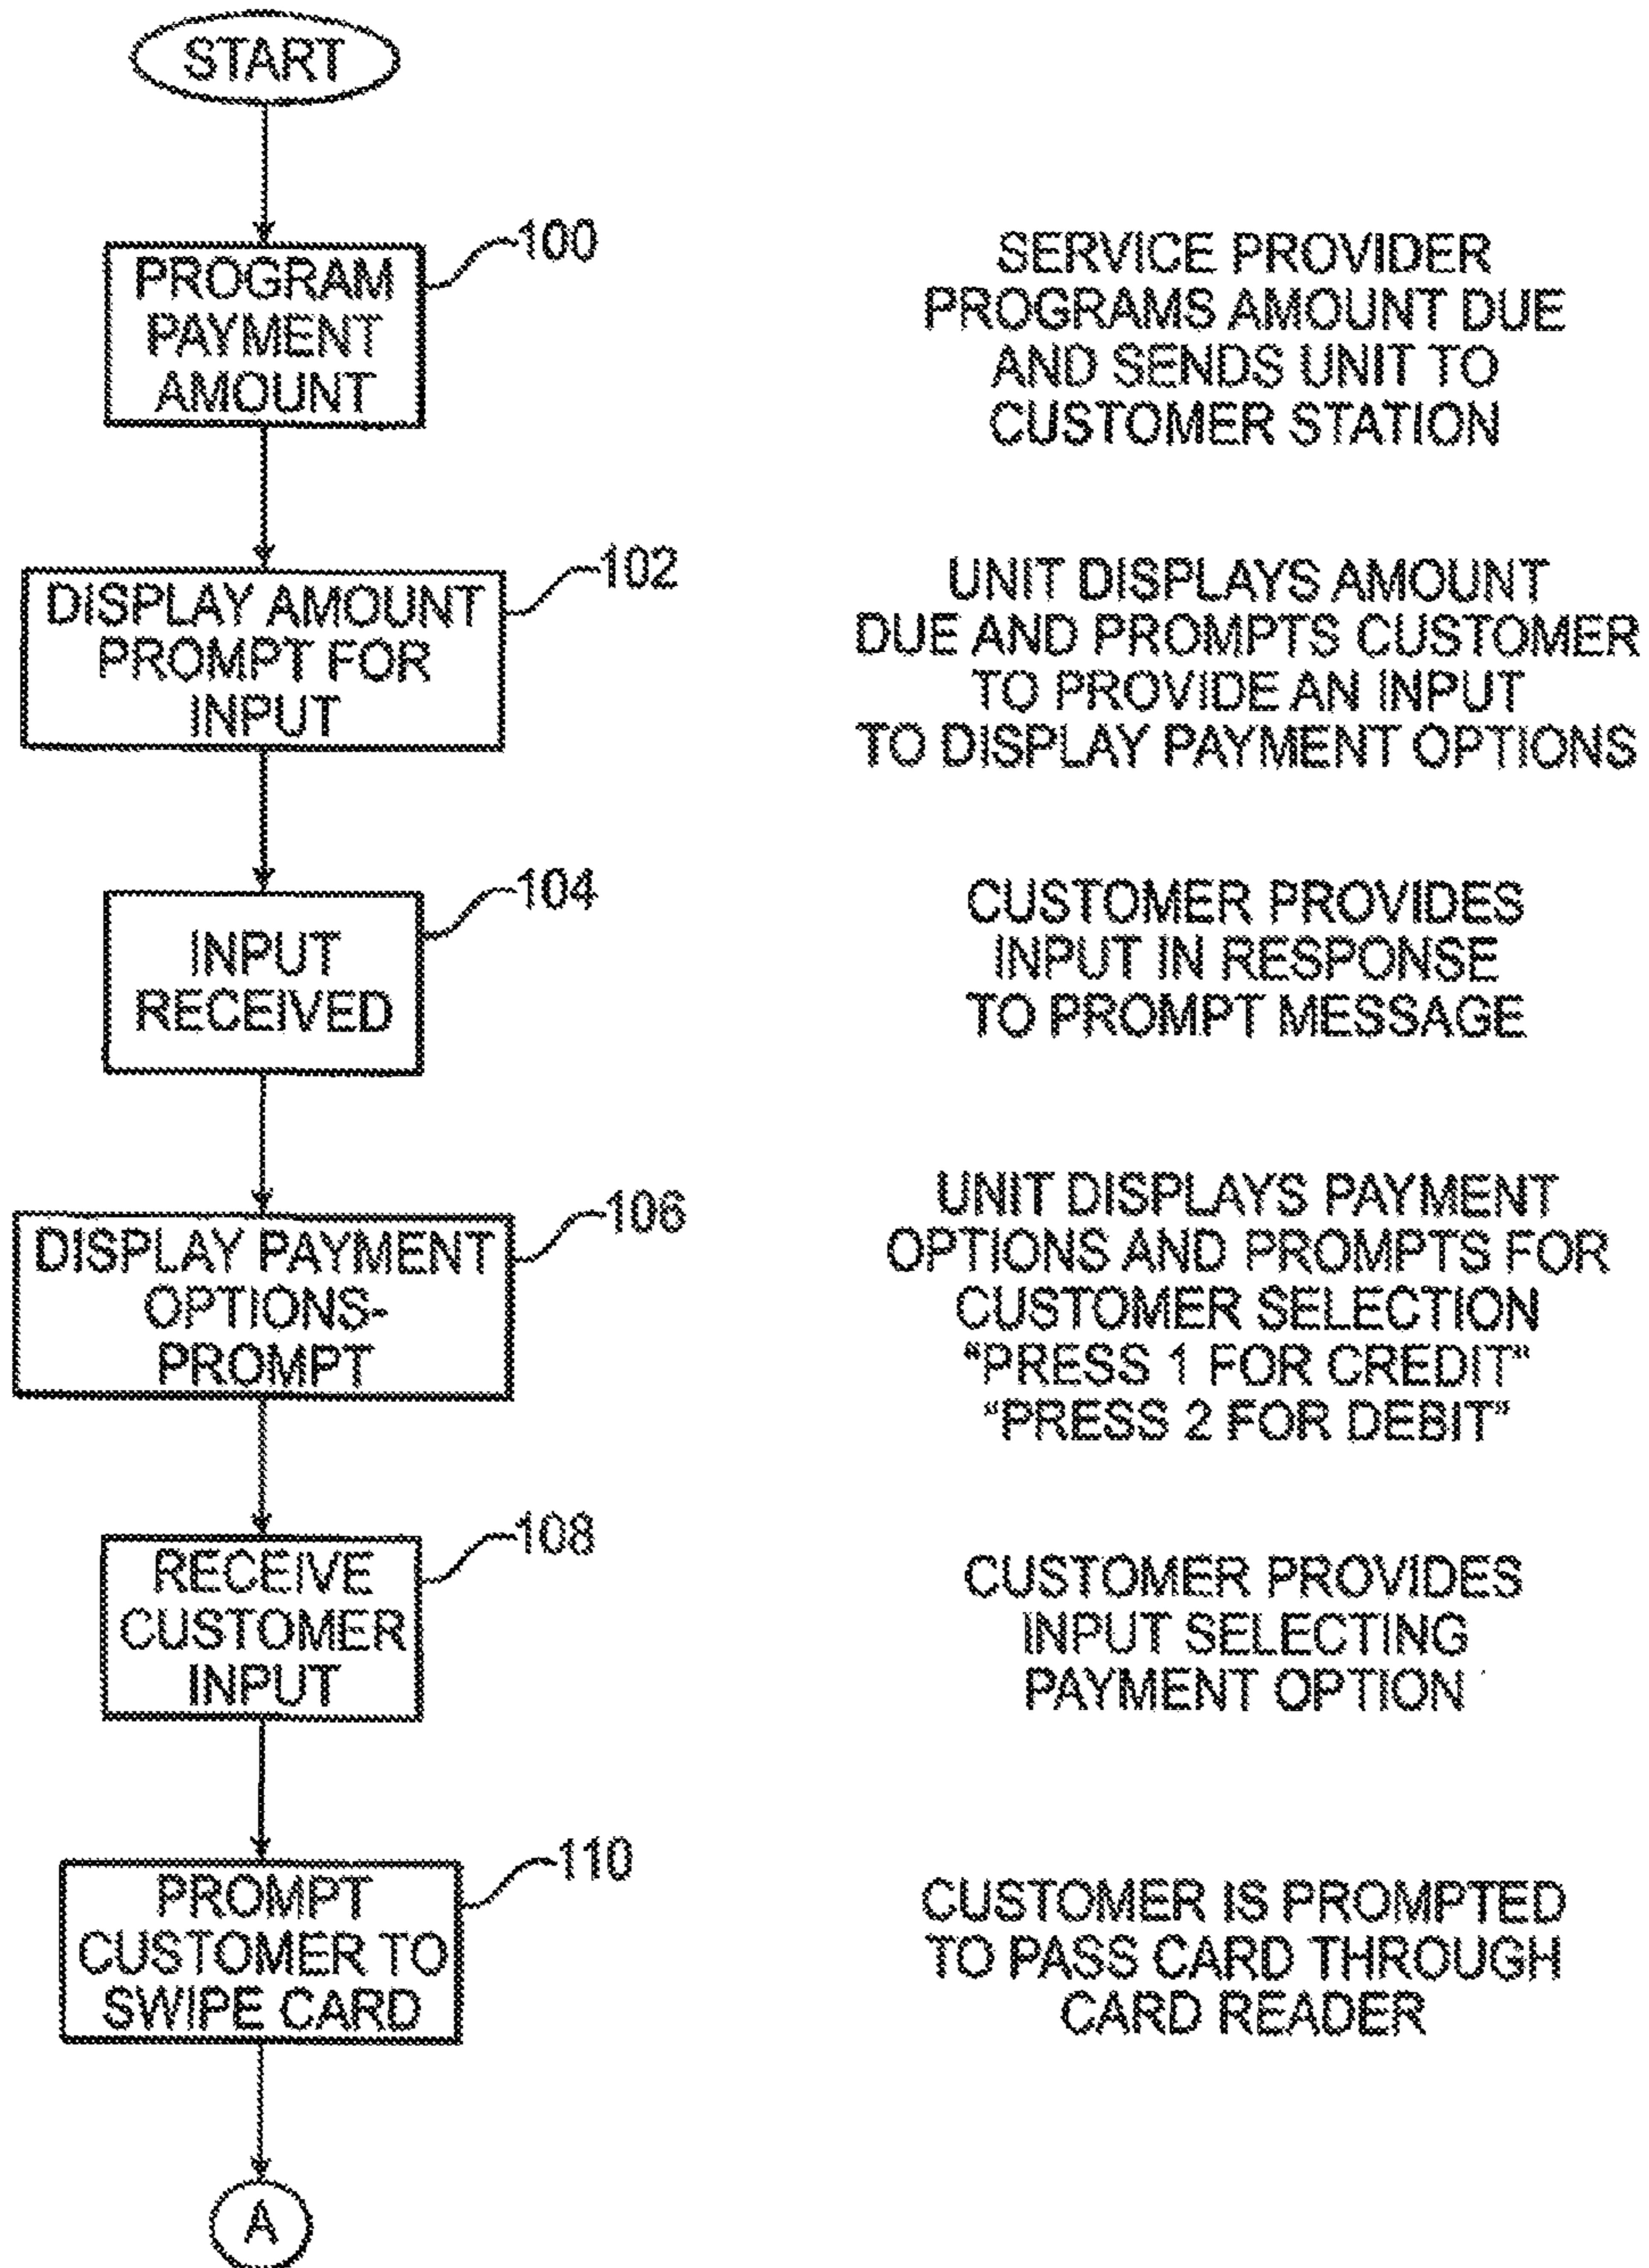 START
100
PROGRAM
PAYMENT
AMOUNT
SERVICE PROVIDER
PROGRAMS AMOUNT DUE
AND SENDS UNIT TO
CUSTOMER STATION
102
DISPLAY AMOUNT
PROMPT FOR
INPUT
UNIT DISPLAYS AMOUNT
DUE AND PROMPTS CUSTOMER
TO PROVIDE AN INPUT
TO DISPLAY PAYMENT OPTIONS
104
INPUT
RECEIVED
CUSTOMER PROVIDES
INPUT IN RESPONSE
TO PROMPT MESSAGE
106
DISPLAY PAYMENT
OPTIONS-
PROMPT
UNIT DISPLAYS PAYMENT
OPTIONS AND PROMPTS FOR
CUSTOMER SELECTION
"PRESS 1 FOR CREDIT"
"PRESS 2 FOR DEBIT"
108
RECEIVE
CUSTOMER
INPUT
CUSTOMER PROVIDES
INPUT SELECTING
PAYMENT OPTION
110
PROMPT
CUSTOMER TO
SWIPE CARD
CUSTOMER IS PROMPTED
TO PASS CARD THROUGH
CARD READER
A